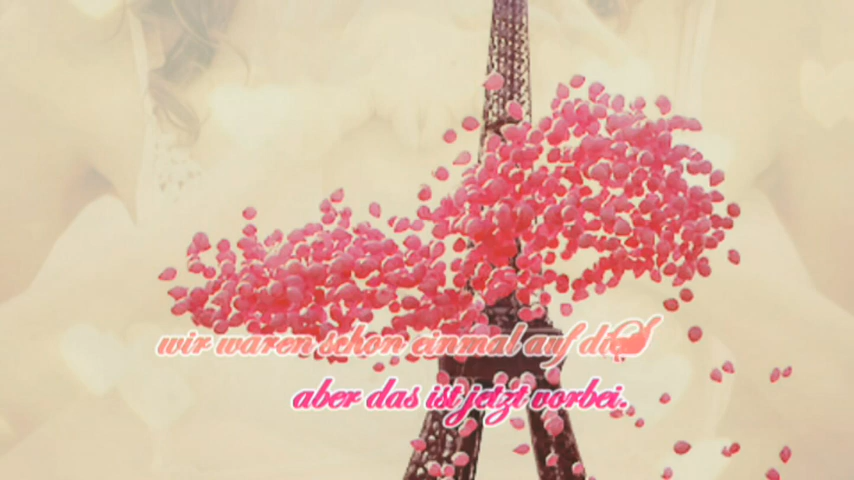 wir waren schon einmal auf
aber das ist jetzt vorbei.